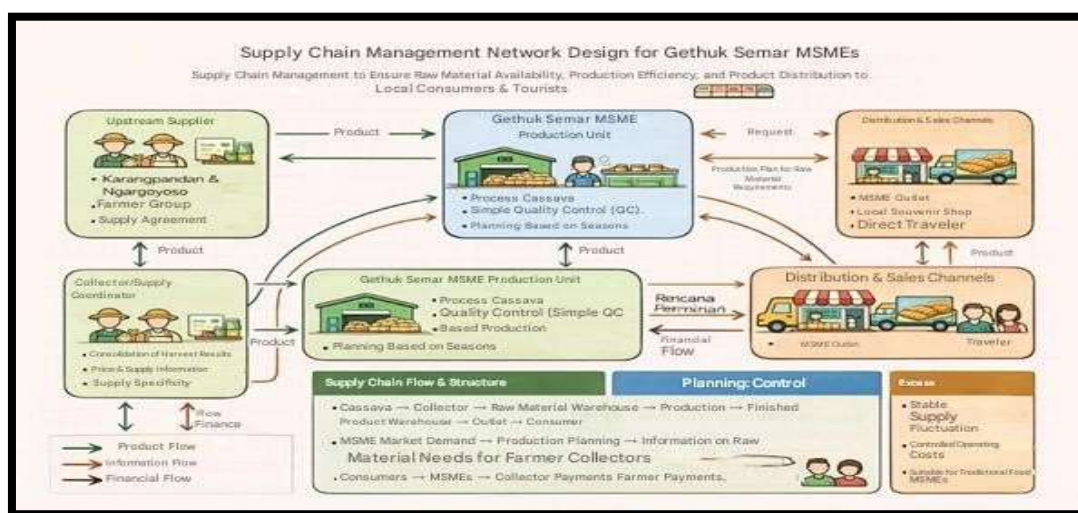 Supply Chain Management Network Design for Gethuk Semar MSMEs
Supply Chain Management to Ensure Raw Material Availability, Production Efficiency, and Product Distribution to
Local Consumers & Tourists
Upstream Supplier
• Karangpandan &
Ngargoyoso
• Farmer Group
• Supply Agreement
Product
Gethuk Semar MSME
Production Unit
• Process Cassava
• Simple Quality Control (QC).
• Planning Based on Seasons
Request.
Production Plan for Raw
Material
Requirements
Distribution & Sales Channels
• MSME Outlet
• Local Souvenir Shop
• Direct Traveler
Product
Product
Product
Collector/Supply
Coordinator
• Consolidation of Harvest Results
• Price & Supply Information
• Supply Specificity
Product
Gethuk Semar MSME Production Unit
• Process Cassava
• Quality Control (Simple QC
• Based Production
• Planning Based on Seasons
Rencana
Financial
Flow
Distribution & Sales Channels
• MSME Outlet
Traveler
Finance
Product Flow
Information Flow
Financial Flow
Supply Chain Flow & Structure
Planning: Control
• Cassava → Collector → Raw Material Warehouse → Production → Finished
Product Warehouse → Outlet → Consumer
• MSME Market Demand → Production Planning → Information on Raw
Material Needs for Farmer Collectors
• Consumers → MSMEs → Collector Payments Farmer Payments.
Excess
• Stable
Supply
Fluctuation
• Controlled Operating
Costs
• Suitable for Traditional Food
MSMEs